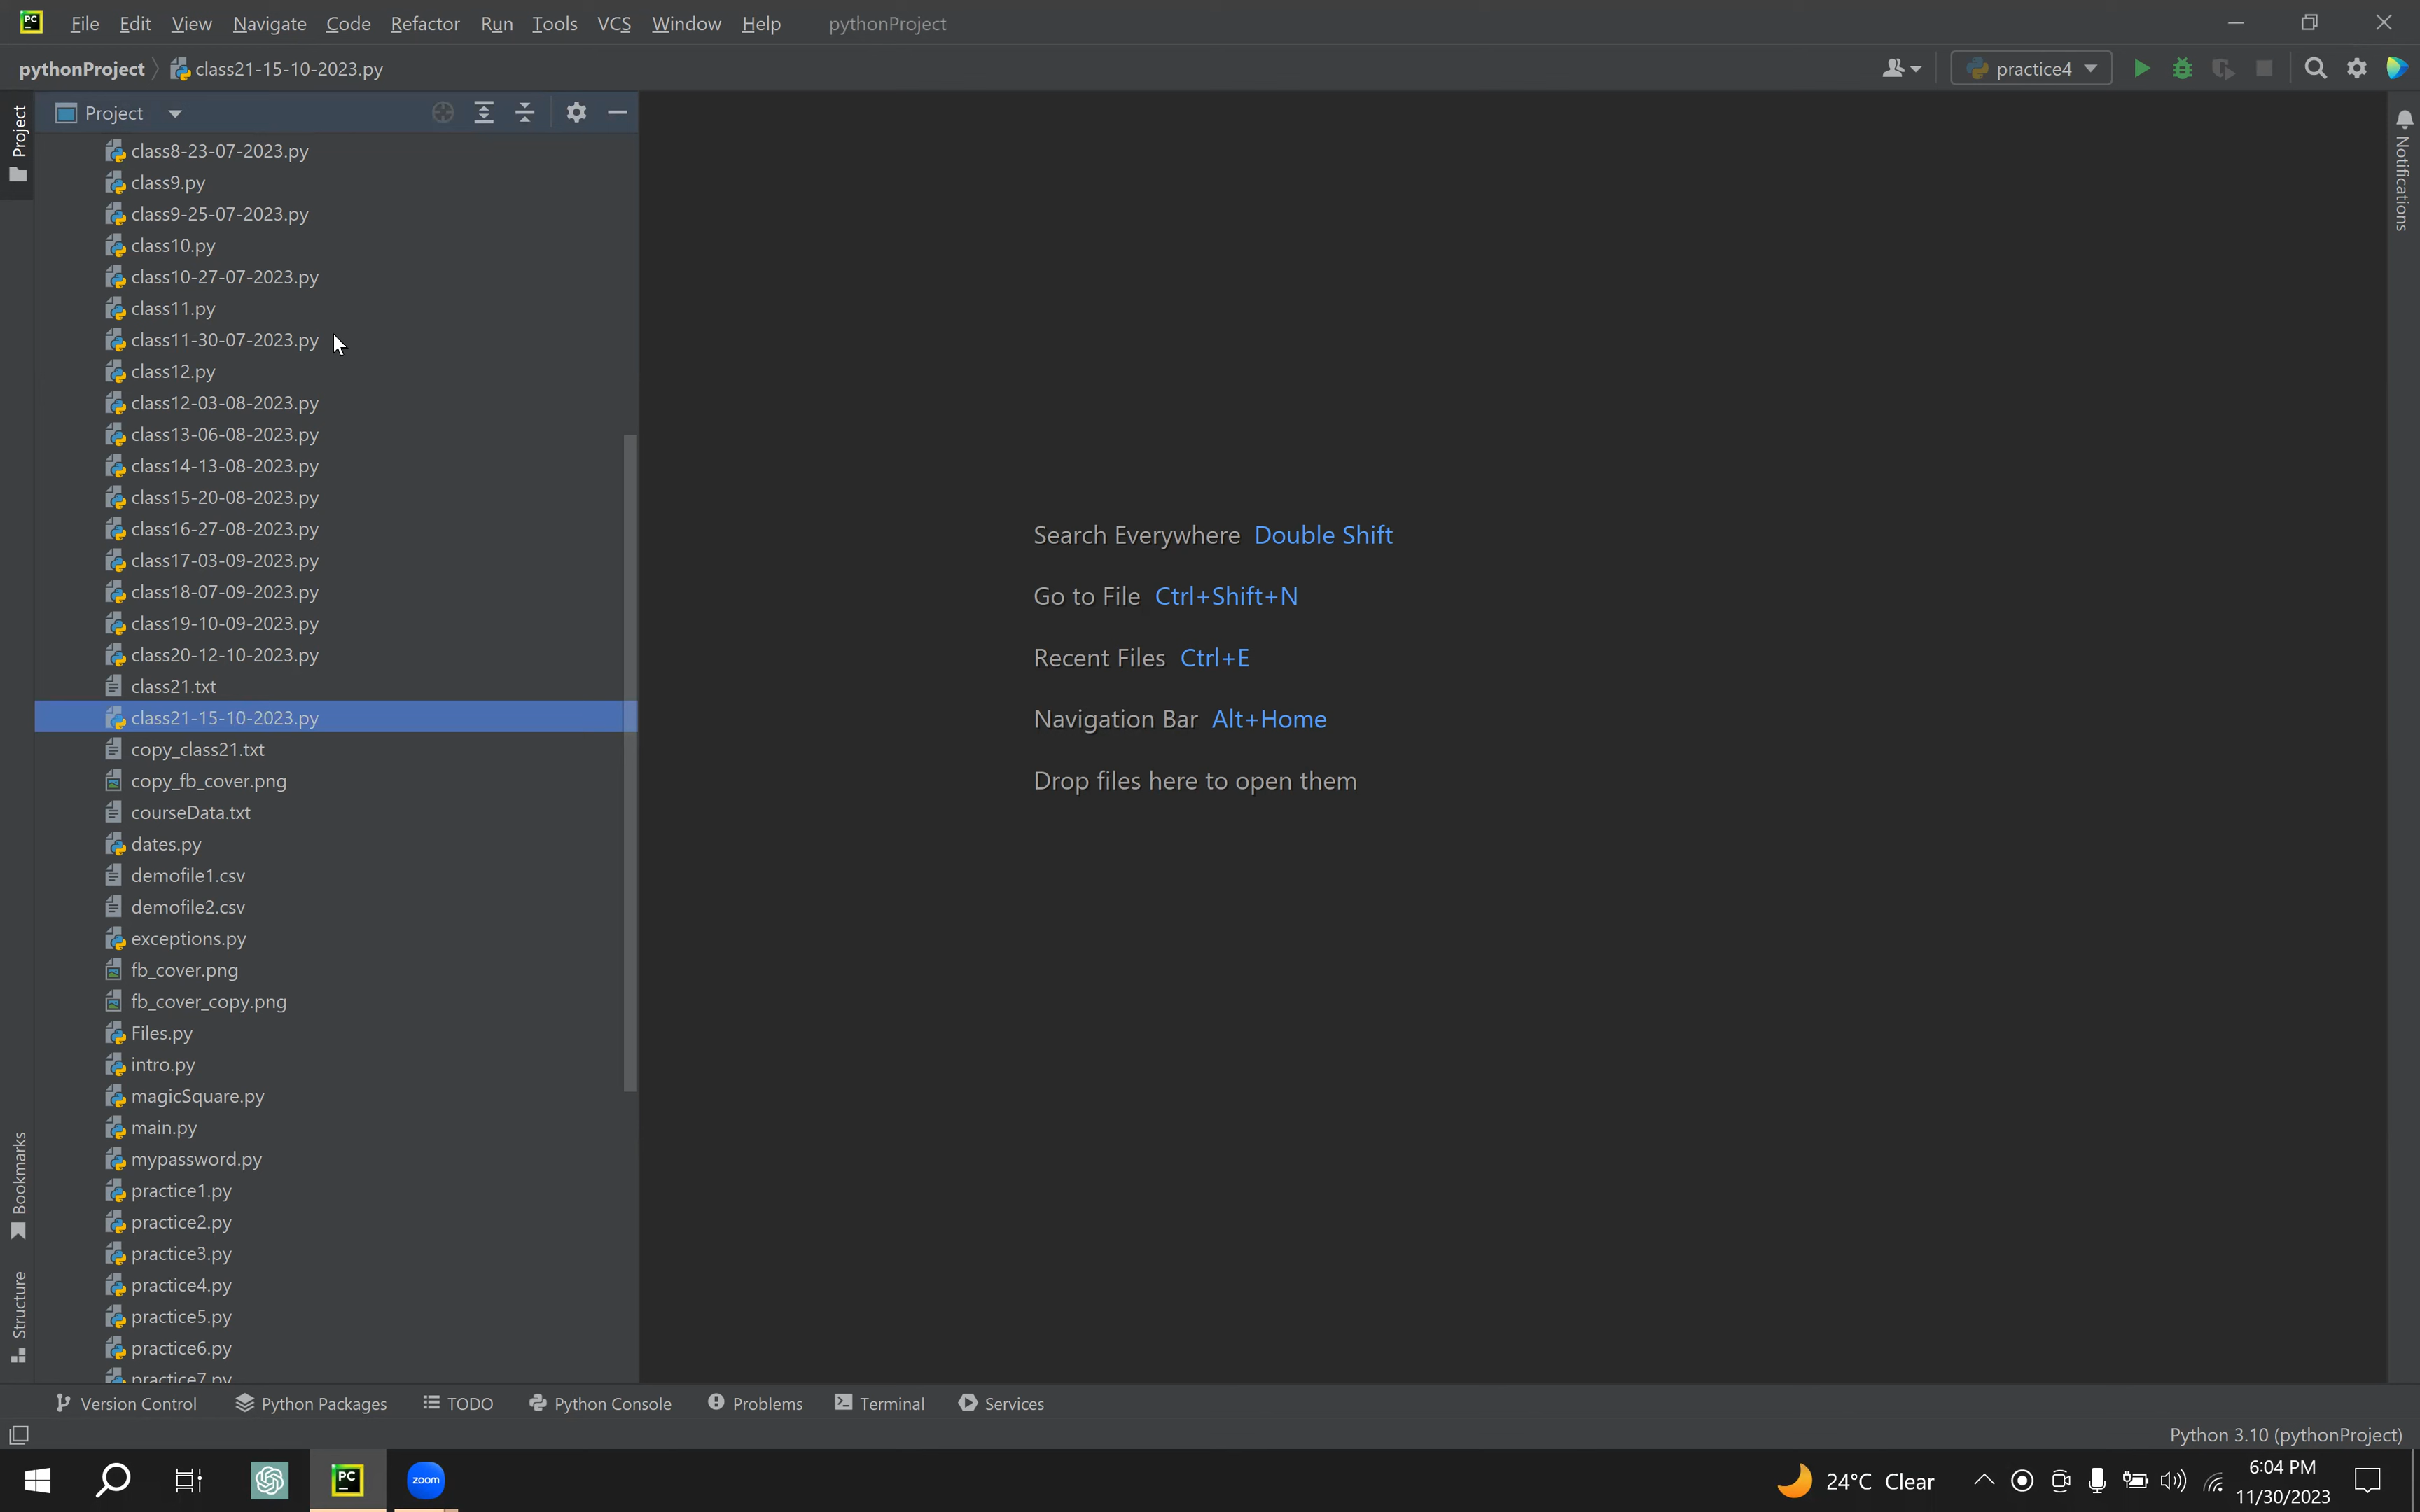 PC File Edit View Navigate Code Refactor Run Tools VCS Window Help pythonProject
pythonProject class21-15-10-2023.py practice4
Project
Project
class8-23-07-2023.py
class9.py
class9-25-07-2023.py
class10.py
class10-27-07-2023.py
class11.py
class11-30-07-2023.py
class12.py
class12-03-08-2023.py
class13-06-08-2023.py
class14-13-08-2023.py
class15-20-08-2023.py
class16-27-08-2023.py
class17-03-09-2023.py
class18-07-09-2023.py
class19-10-09-2023.py
class20-12-10-2023.py
class21.txt
class21-15-10-2023.py
copy_class21.txt
copy_fb_cover.png
courseData.txt
dates.py
demofile1.csv
demofile2.csv
exceptions.py
fb_cover.png
fb_cover_copy.png
Files.py
intro.py
magicSquare.py
main.py
mypassword.py
practice1.py
practice2.py
practice3.py
practice4.py
practice5.py
practice6.py
practice7.py
Bookmarks
Structure
Search Everywhere Double Shift
Go to File Ctrl+Shift+N
Recent Files Ctrl+E
Navigation Bar Alt+Home
Drop files here to open them
Notifications
Version Control Python Packages TODO Python Console Problems Terminal Services
Python 3.10 (pythonProject)
PC zoom 24°C Clear 6:04 PM
11/30/2023